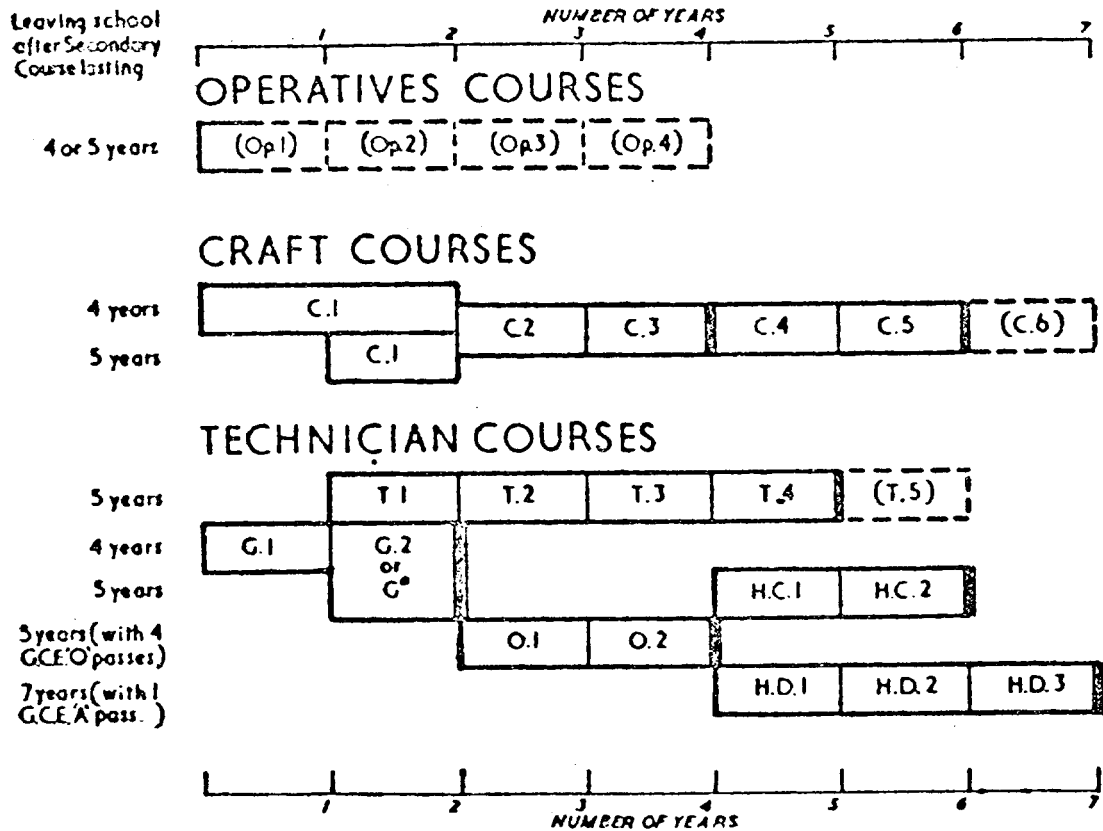 Leaving school
after Secondary
Course lasting
NUMBER OF YEARS
1 2 3 4 5 6 7
OPERATIVES COURSES
4 or 5 years
(Op.1) (Op.2) (Op.3) (Op.4)
CRAFT COURSES
4 years
C.1
C.2 C.3 C.4 C.5 (C.6)
5 years
C.1
TECHNICIAN COURSES
5 years
T.1 T.2 T.3 T.4 (T.5)
4 years
G.1 G.2
or
G*
5 years
H.C.1 H.C.2
5 years (with 4
G.C.E.'O' passes)
O.1 O.2
7 years (with 1
G.C.E.'A' pass.)
H.D.1 H.D.2 H.D.3
1 2 3 4 5 6 7
NUMBER OF YEARS